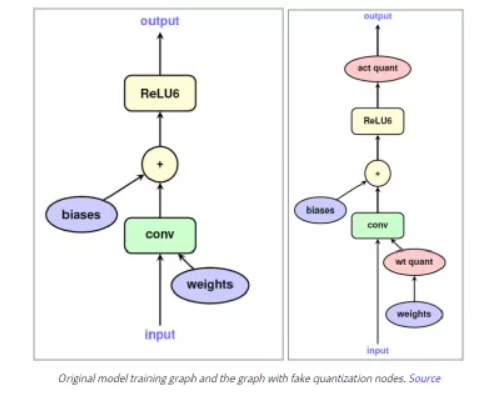 output
ReLU6
+
biases
conv
weights
input
output
act quant
ReLU6
+
biases
conv
wt quant
weights
input
Original model training graph and the graph with fake quantization nodes. Source